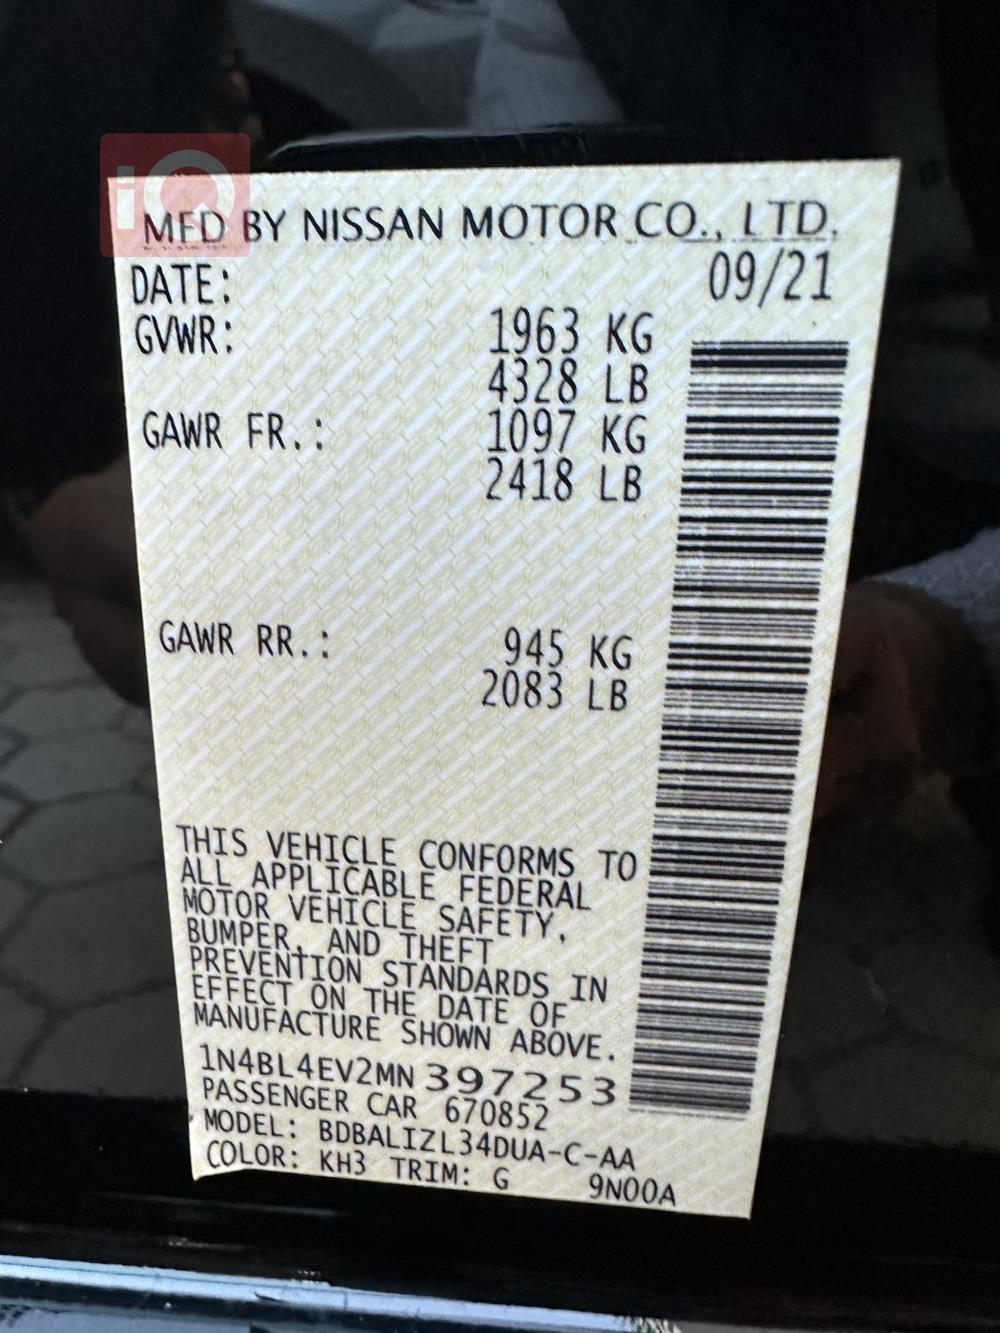 iQ
MFD BY NISSAN MOTOR CO., LTD.
DATE: 09/21
GVWR: 1963 KG
4328 LB
GAWR FR.: 1097 KG
2418 LB
GAWR RR.: 945 KG
2083 LB
THIS VEHICLE CONFORMS TO
ALL APPLICABLE FEDERAL
MOTOR VEHICLE SAFETY,
BUMPER, AND THEFT
PREVENTION STANDARDS IN
EFFECT ON THE DATE OF
MANUFACTURE SHOWN ABOVE.
1N4BL4EV2MN397253
PASSENGER CAR 670852
MODEL: BDBALIZL34DUA-C-AA
COLOR: KH3 TRIM: G 9N00A